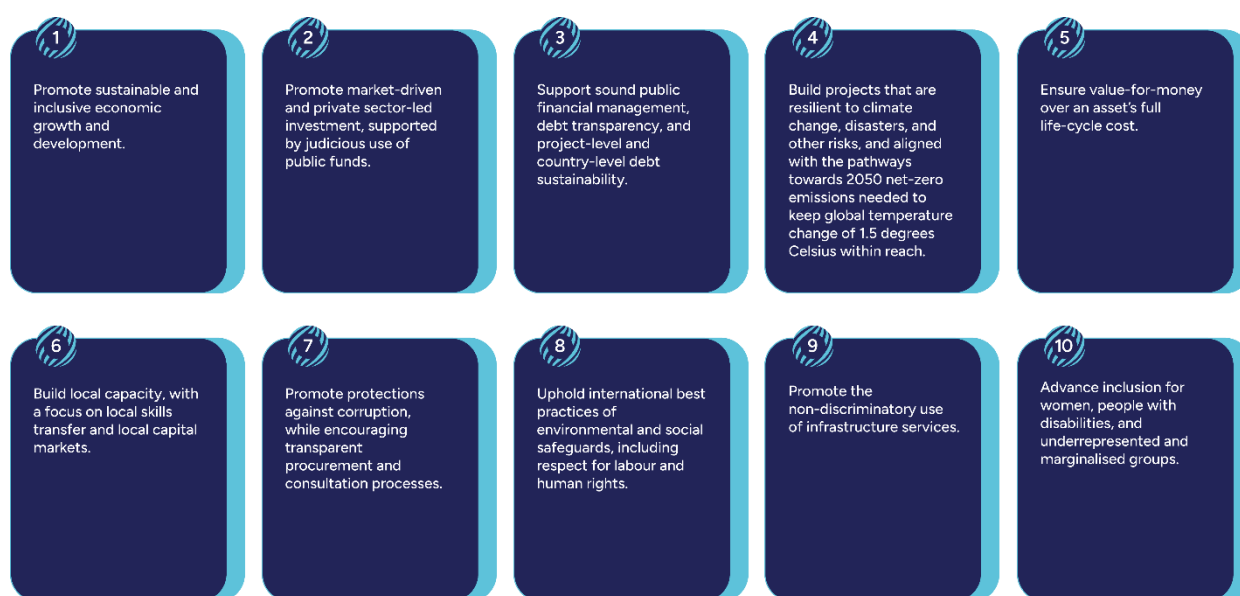 1
Promote sustainable and
inclusive economic
growth and
development.
2
Promote market-driven
and private sector-led
investment, supported
by judicious use of
public funds.
3
Support sound public
financial management,
debt transparency, and
project-level and
country-level debt
sustainability.
4
Build projects that are
resilient to climate
change, disasters, and
other risks, and aligned
with the pathways
towards 2050 net-zero
emissions needed to
keep global temperature
change of 1.5 degrees
Celsius within reach.
5
Ensure value-for-money
over an asset's full
life-cycle cost.
6
Build local capacity, with
a focus on local skills
transfer and local capital
markets.
7
Promote protections
against corruption,
while encouraging
transparent
procurement and
consultation processes.
8
Uphold international best
practices of
environmental and social
safeguards, including
respect for labour and
human rights.
9
Promote the
non-discriminatory use
of infrastructure services.
10
Advance inclusion for
women, people with
disabilities, and
underrepresented and
marginalised groups.